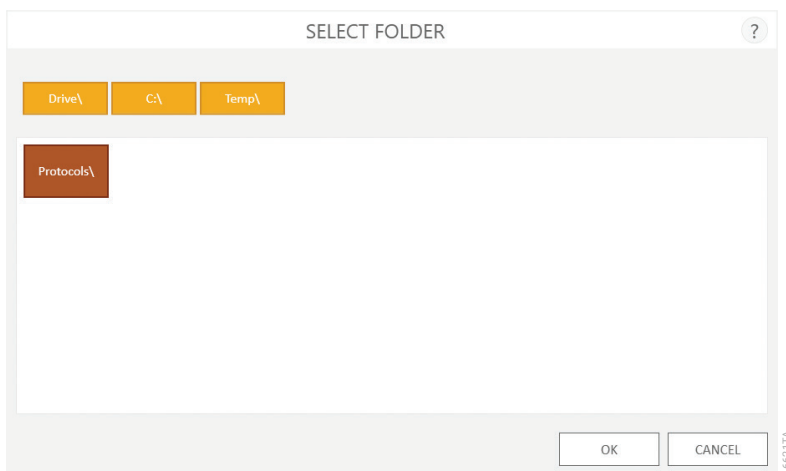 SELECT FOLDER
?
Drive\ C:\ Temp\
Protocols\
OK CANCEL